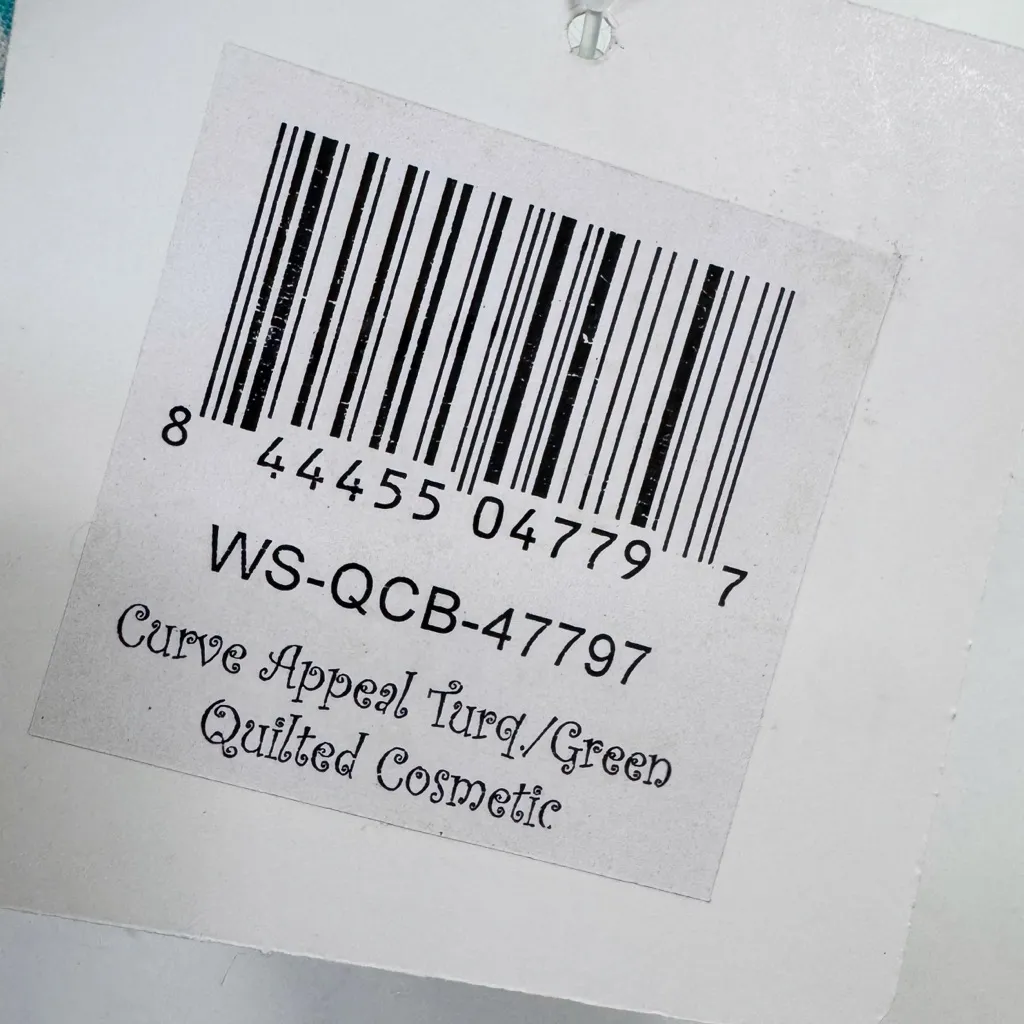 8 44455 04779 7
WS-QCB-47797
Curve Appeal Turq./Green
Quilted Cosmetic